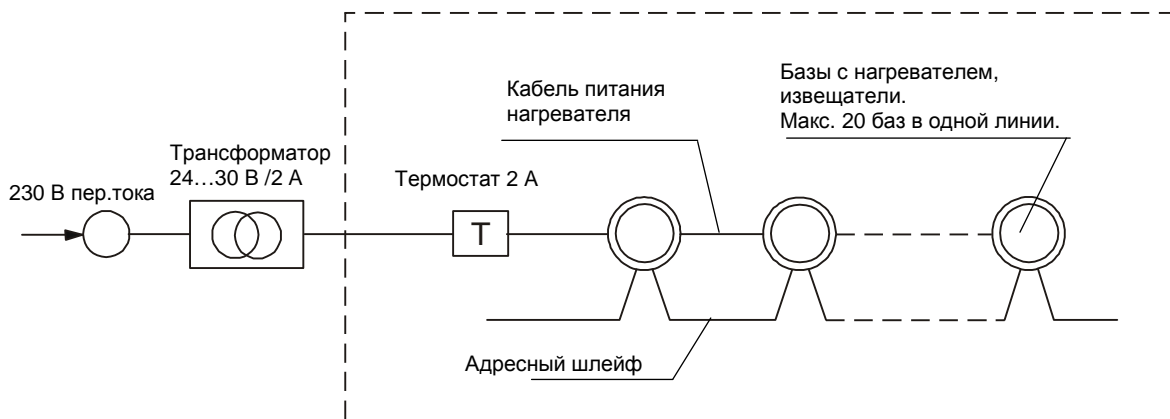 Базы с нагревателем,
извещатели.
Макс. 20 баз в одной линии.
Кабель питания
нагревателя
Трансформатор
24...30 В /2 А
Термостат 2 А
230 В пер.тока
T
Адресный шлейф